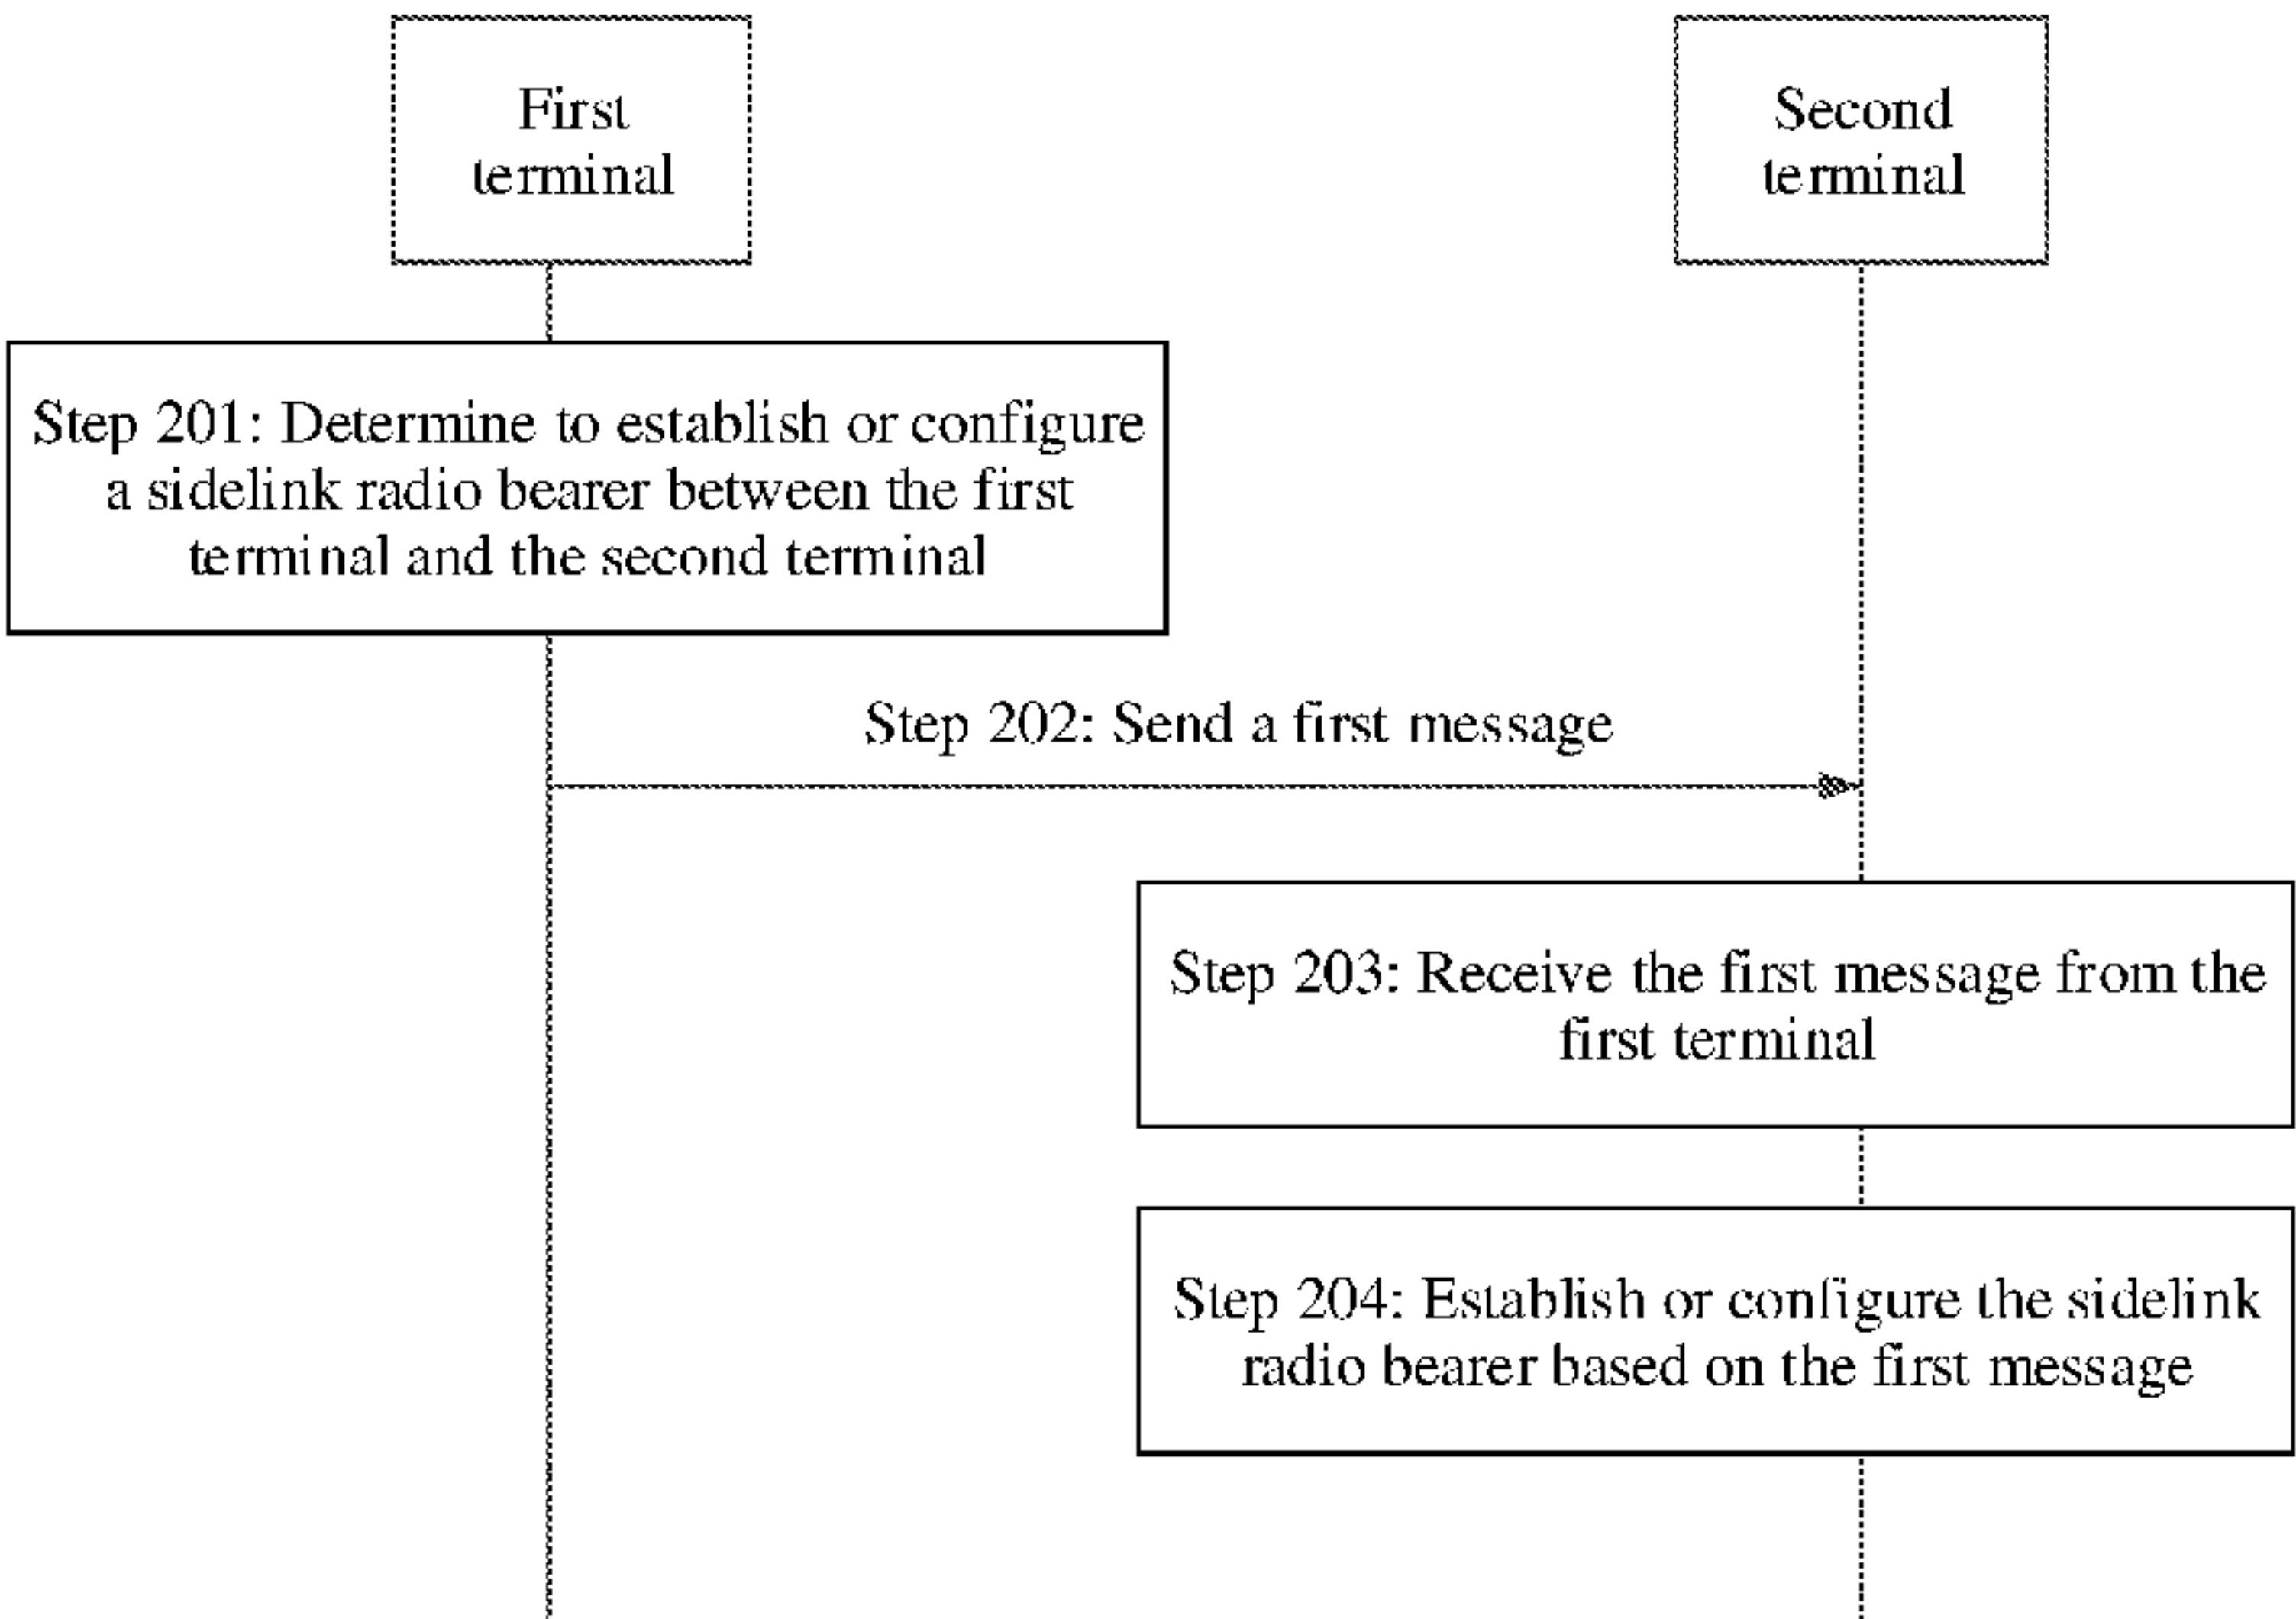 First
terminal
Second
terminal
Step 201: Determine to establish or configure
a sidelink radio bearer between the first
terminal and the second terminal
Step 202: Send a first message
Step 203: Receive the first message from the
first terminal
Step 204: Establish or configure the sidelink
radio bearer based on the first message